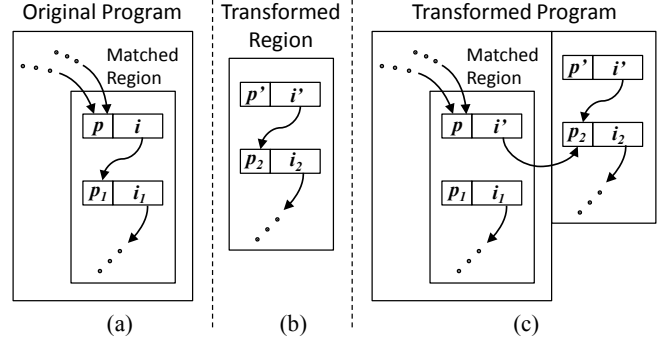 Original Program
Matched
Region
p i
p₁ i₁
(a)
Transformed
Region
p' i'
p₂ i₂
(b)
Transformed Program
Matched
Region
p i'
p₁ i₁
p' i'
p₂ i₂
(c)